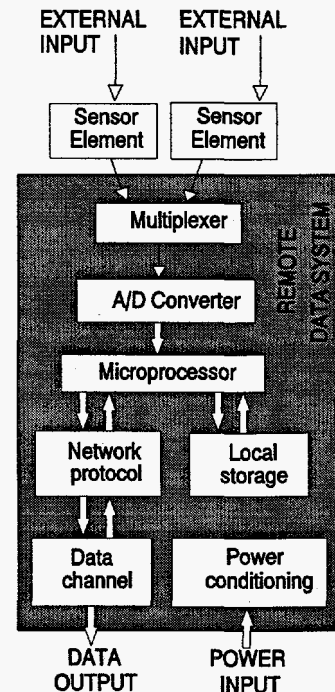 EXTERNAL INPUT
EXTERNAL INPUT
Sensor Element
Sensor Element
Multiplexer
REMOTE DATA SYSTEM
A/D Converter
Microprocessor
Network protocol
Local storage
Data channel
Power conditioning
DATA OUTPUT
POWER INPUT